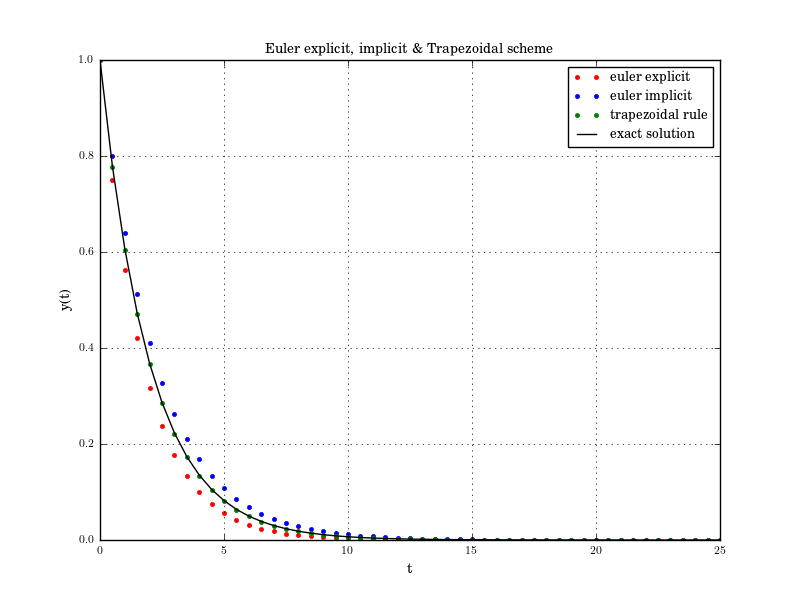 Euler explicit, implicit & Trapezoidal scheme
euler explicit
euler implicit
trapezoidal rule
exact solution
1.0
0.8
0.6
0.4
0.2
0.0
y(t)
0
5
10
15
20
25
t